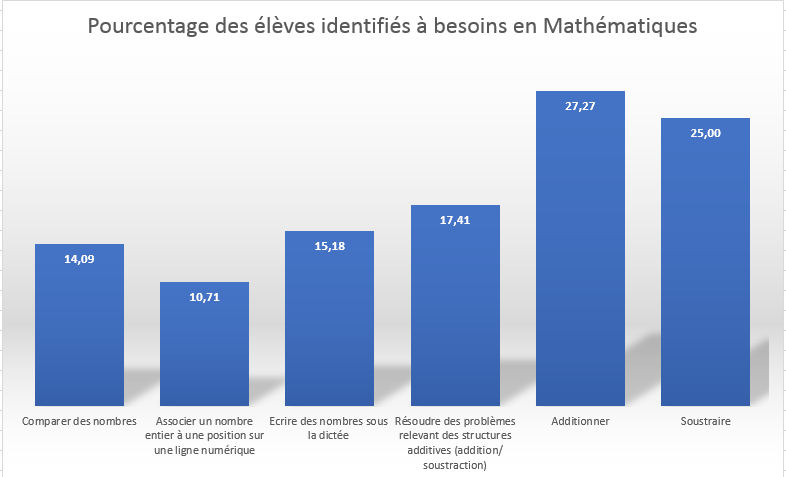 Pourcentage des élèves identifiés à besoins en Mathématiques
27,27
25,00
17,41
15,18
14,09
10,71
Comparer des nombres
Associer un nombre
entier à une position sur
une ligne numérique
Ecrire des nombres sous
la dictée
Résoudre des problèmes
relevant des structures
additives (addition/
soustraction)
Additionner
Soustraire